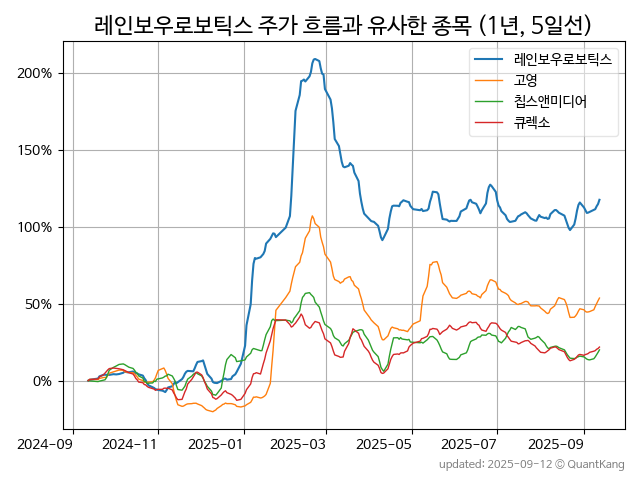 레인보우로보틱스 주가 흐름과 유사한 종목 (1년, 5일선)
레인보우로보틱스
고영
칩스앤미디어
큐렉소
200%
150%
100%
50%
0%
2024-09 2024-11 2025-01 2025-03 2025-05 2025-07 2025-09
updated: 2025-09-12 © QuantKang